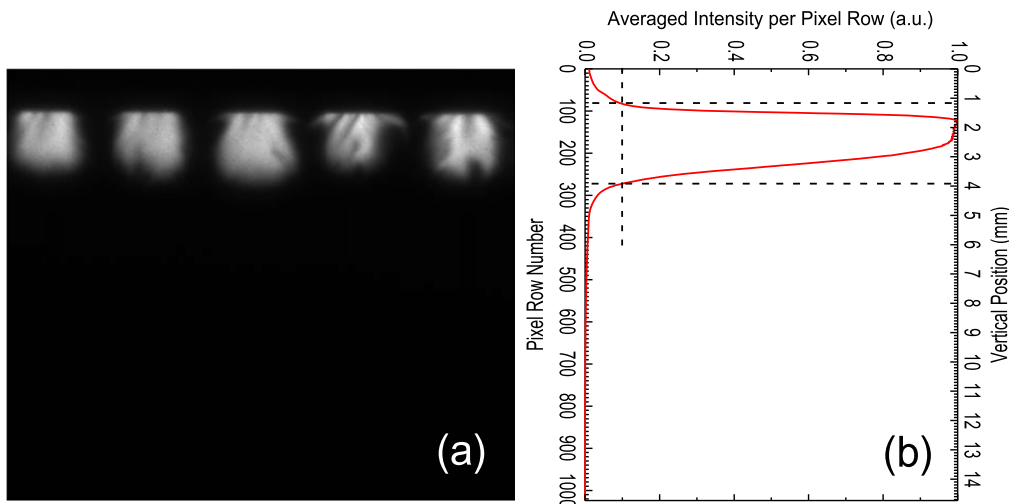 Averaged Intensity per Pixel Row (a.u.)
0.0 0.2 0.4 0.6 0.8 1.0
0 100 200 300 400 500 600 700 800 900 1000
Pixel Row Number
0 1 2 3 4 5 6 7 8 9 10 11 12 13 14
Vertical Position (mm)
(a)
(b)